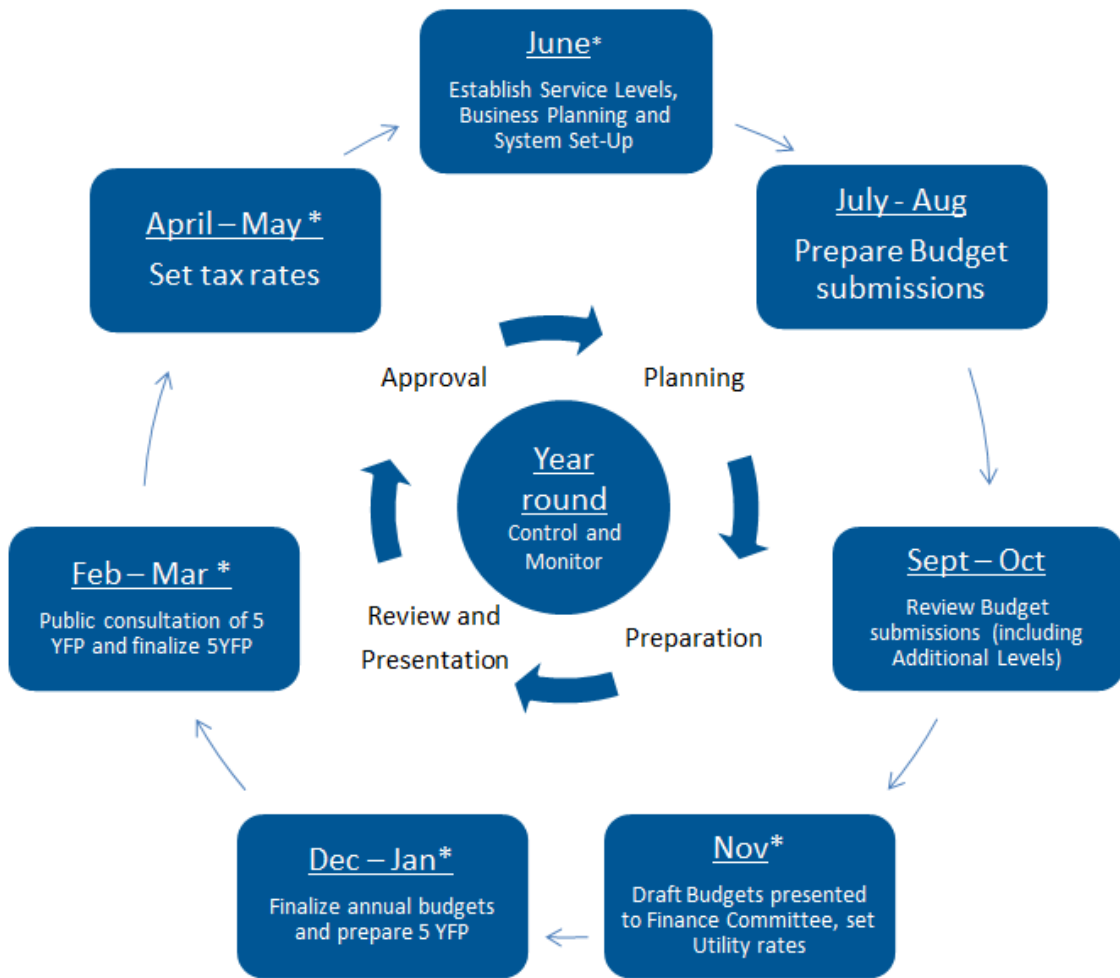 June*
Establish Service Levels,
Business Planning and
System Set-Up
July - Aug
Prepare Budget
submissions
Sept – Oct
Review Budget
submissions (including
Additional Levels)
Nov*
Draft Budgets presented
to Finance Committee, set
Utility rates
Dec – Jan*
Finalize annual budgets
and prepare 5 YFP
Feb – Mar *
Public consultation of 5
YFP and finalize 5YFP
April – May *
Set tax rates
Approval
Planning
Preparation
Review and
Presentation
Year
round
Control and
Monitor